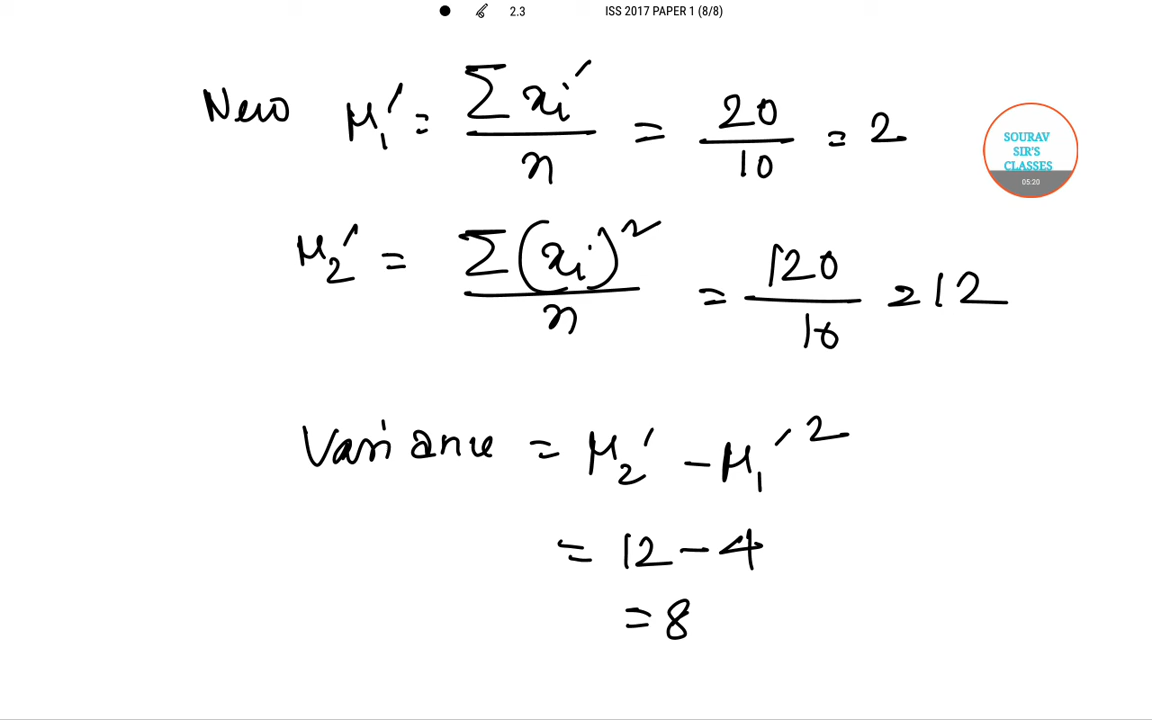 2.3 ISS 2017 PAPER 1 (8/8)
New μ₁′ = Σxi′/n = 20/10 = 2
SOURAV
SIR'S
CLASSES
05:20
μ₂′ = Σ(xi)²/n = 120/10 = 12
Variance = μ₂′ − μ₁′²
= 12 − 4
= 8